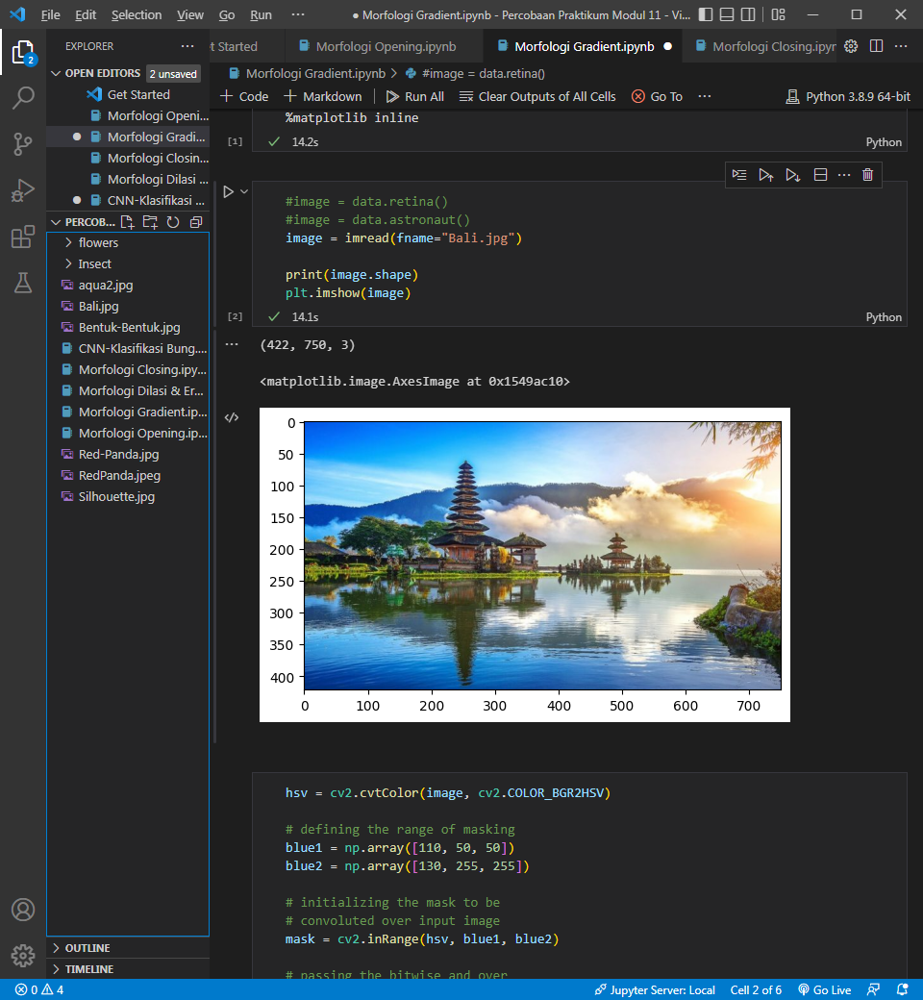 File Edit Selection View Go Run ··· ● Morfologi Gradient.ipynb - Percobaan Praktikum Modul 11 - Vi...
EXPLORER ···
OPEN EDITORS 2 unsaved
Get Started
Morfologi Openi...
Morfologi Gradi...
Morfologi Closin...
Morfologi Dilasi ...
CNN-Klasifikasi ...
PERCOB...
flowers
Insect
aqua2.jpg
Bali.jpg
Bentuk-Bentuk.jpg
CNN-Klasifikasi Bung....
Morfologi Closing.ipy...
Morfologi Dilasi & Er...
Morfologi Gradient.ip...
Morfologi Opening.ip...
Red-Panda.jpg
RedPanda.jpeg
Silhouette.jpg
OUTLINE
TIMELINE
2
et Started Morfologi Opening.ipynb Morfologi Gradient.ipynb ● Morfologi Closing.ipyn ···
Morfologi Gradient.ipynb > #image = data.retina()
+ Code + Markdown Run All Clear Outputs of All Cells Go To ··· Python 3.8.9 64-bit
%matplotlib inline
[1] ✓ 14.2s Python
#image = data.retina()
#image = data.astronaut()
image = imread(fname="Bali.jpg")
print(image.shape)
plt.imshow(image)
[2] ✓ 14.1s Python
··· (422, 750, 3)
<matplotlib.image.AxesImage at 0x1549ac10>
0
50
100
150
200
250
300
350
400
0 100 200 300 400 500 600 700
hsv = cv2.cvtColor(image, cv2.COLOR_BGR2HSV)
# defining the range of masking
blue1 = np.array([110, 50, 50])
blue2 = np.array([130, 255, 255])
# initializing the mask to be
# convoluted over input image
mask = cv2.inRange(hsv, blue1, blue2)
# passing the bitwise_and over
0 4 Jupyter Server: Local Cell 2 of 6 Go Live